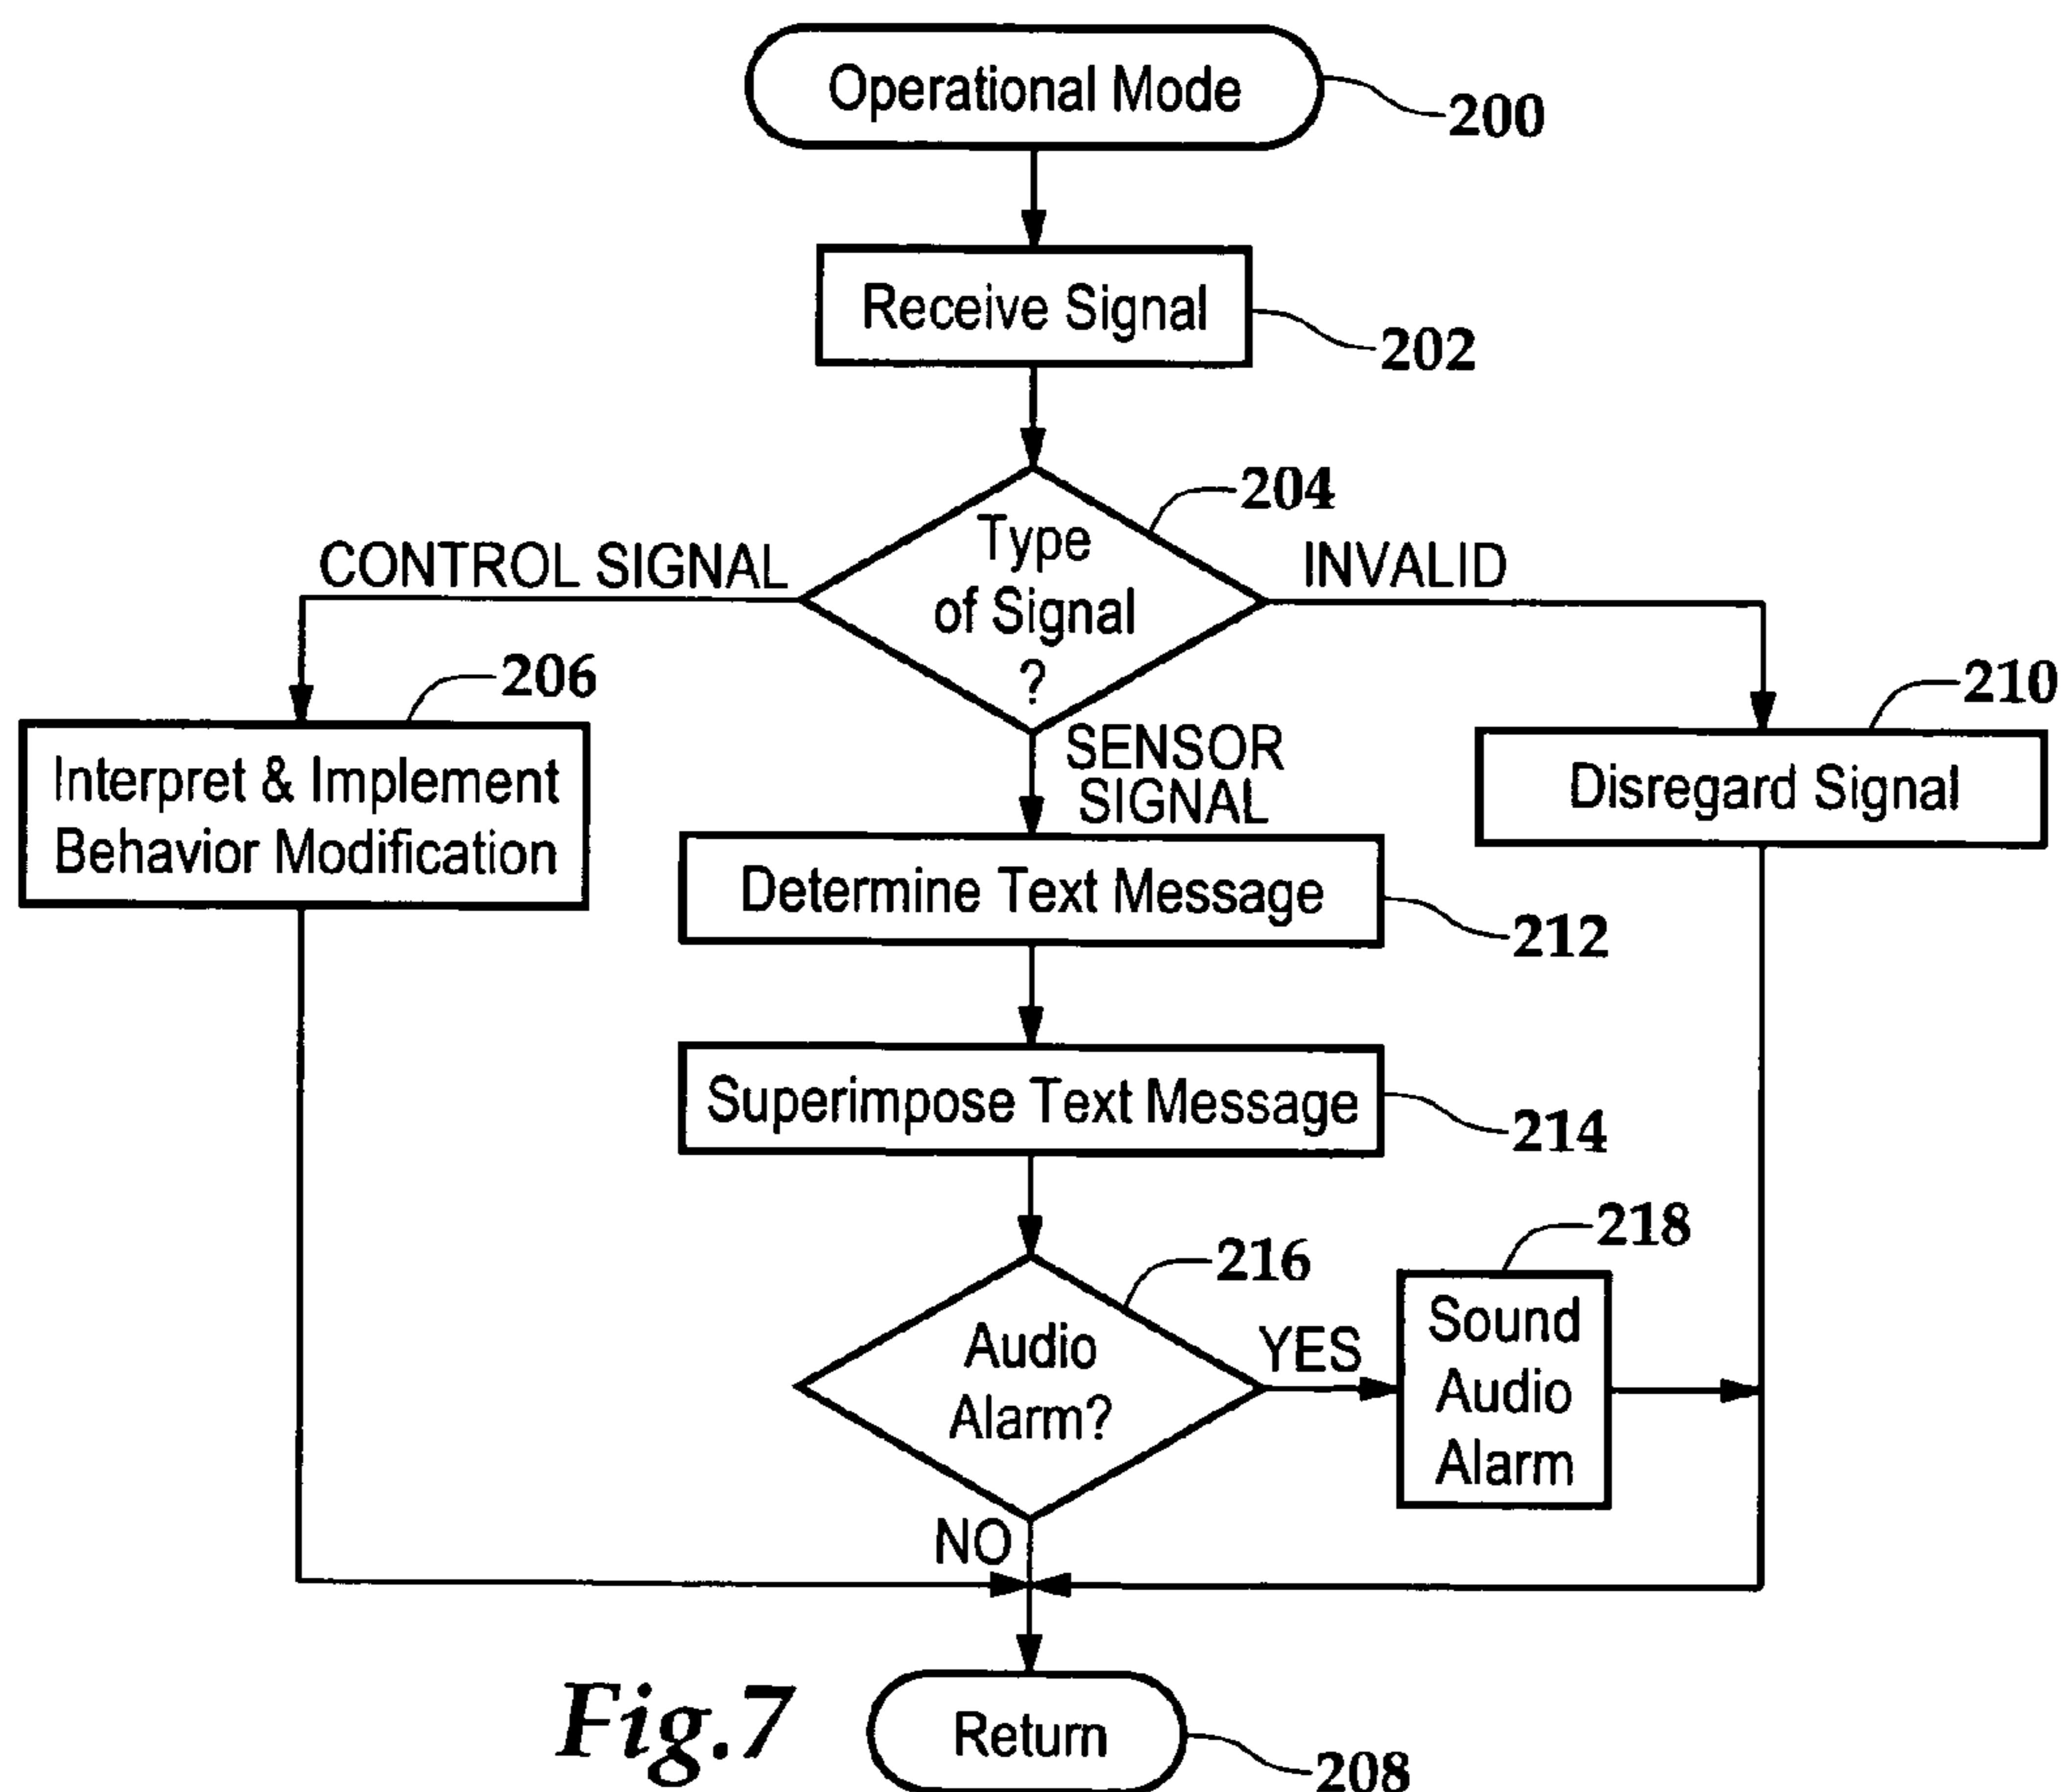 Operational Mode
200
Receive Signal
202
204
Type
of Signal
?
CONTROL SIGNAL
INVALID
SENSOR
SIGNAL
206
Interpret & Implement
Behavior Modification
210
Disregard Signal
Determine Text Message
212
Superimpose Text Message
214
216
Audio
Alarm?
YES
218
Sound
Audio
Alarm
NO
Return
208
Fig.7